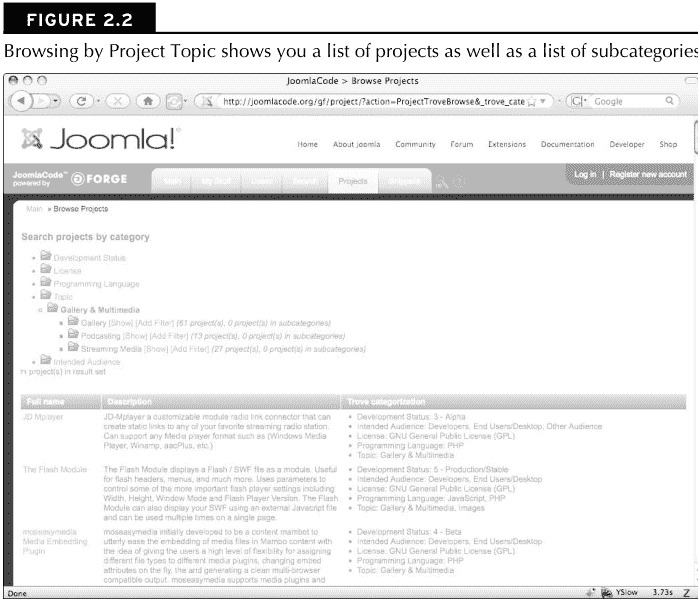 FIGURE 2.2
Browsing by Project Topic shows you a list of projects as well as a list of subcategories
JoomlaCode > Browse Projects
http://joomlacode.org/gf/project/?action=ProjectTroveBrowse&_trove_cate
Google
Joomla!
Home About Joomla Community Forum Extensions Documentation Developer Shop
JoomlaCode™ powered by GFORGE
Main My Stuff Users Search Projects Snippets
Log in | Register new account
Main » Browse Projects
Search projects by category
Development Status
License
Programming Language
Topic
Gallery & Multimedia
Gallery [Show] [Add Filter] (61 project(s), 0 project(s) in subcategories)
Podcasting [Show] [Add Filter] (13 project(s), 0 project(s) in subcategories)
Streaming Media [Show] [Add Filter] (27 project(s), 0 project(s) in subcategories)
Intended Audience
project(s) in result set
Full name Description Trove categorization
JD Mplayer
JD-Mplayer a customizable module radio link connector that can
create static links to any of your favorite streaming radio station.
Can support any Media player format such as (Windows Media
Player, Winamp, aacPlus, etc.)
Development Status: 3 - Alpha
Intended Audience: Developers, End Users/Desktop, Other Audience
License: GNU General Public License (GPL)
Programming Language: PHP
Topic: Gallery & Multimedia
The Flash Module
The Flash Module displays a Flash / SWF file as a module. Useful
for flash headers, menus, and much more. Uses parameters to
control some of the more important flash player settings including
Width, Height, Window Mode and Flash Player Version. The Flash
Module can also display your SWF using an external Javascript file
and can be used multiple times on a single page.
Development Status: 5 - Production/Stable
Intended Audience: Developers, End Users/Desktop
License: GNU General Public License (GPL)
Programming Language: JavaScript, PHP
Topic: Gallery & Multimedia, Images
moseasymedia
Media Embedding
Plugin
moseasymedia initially developed to be a content mambot to
utterly ease the embedding of media files in Mambo content with
the idea of giving the users a high level of flexibility for assigning
different file types to different media plugins, changing embed
attributes on the fly, the and generating a clean multi-browser
compatible output. moseasymedia supports media plugins and
Development Status: 4 - Beta
Intended Audience: Developers, End Users/Desktop
License: GNU General Public License (GPL)
Programming Language: PHP
Topic: Gallery & Multimedia
Done
YSlow 3.73s